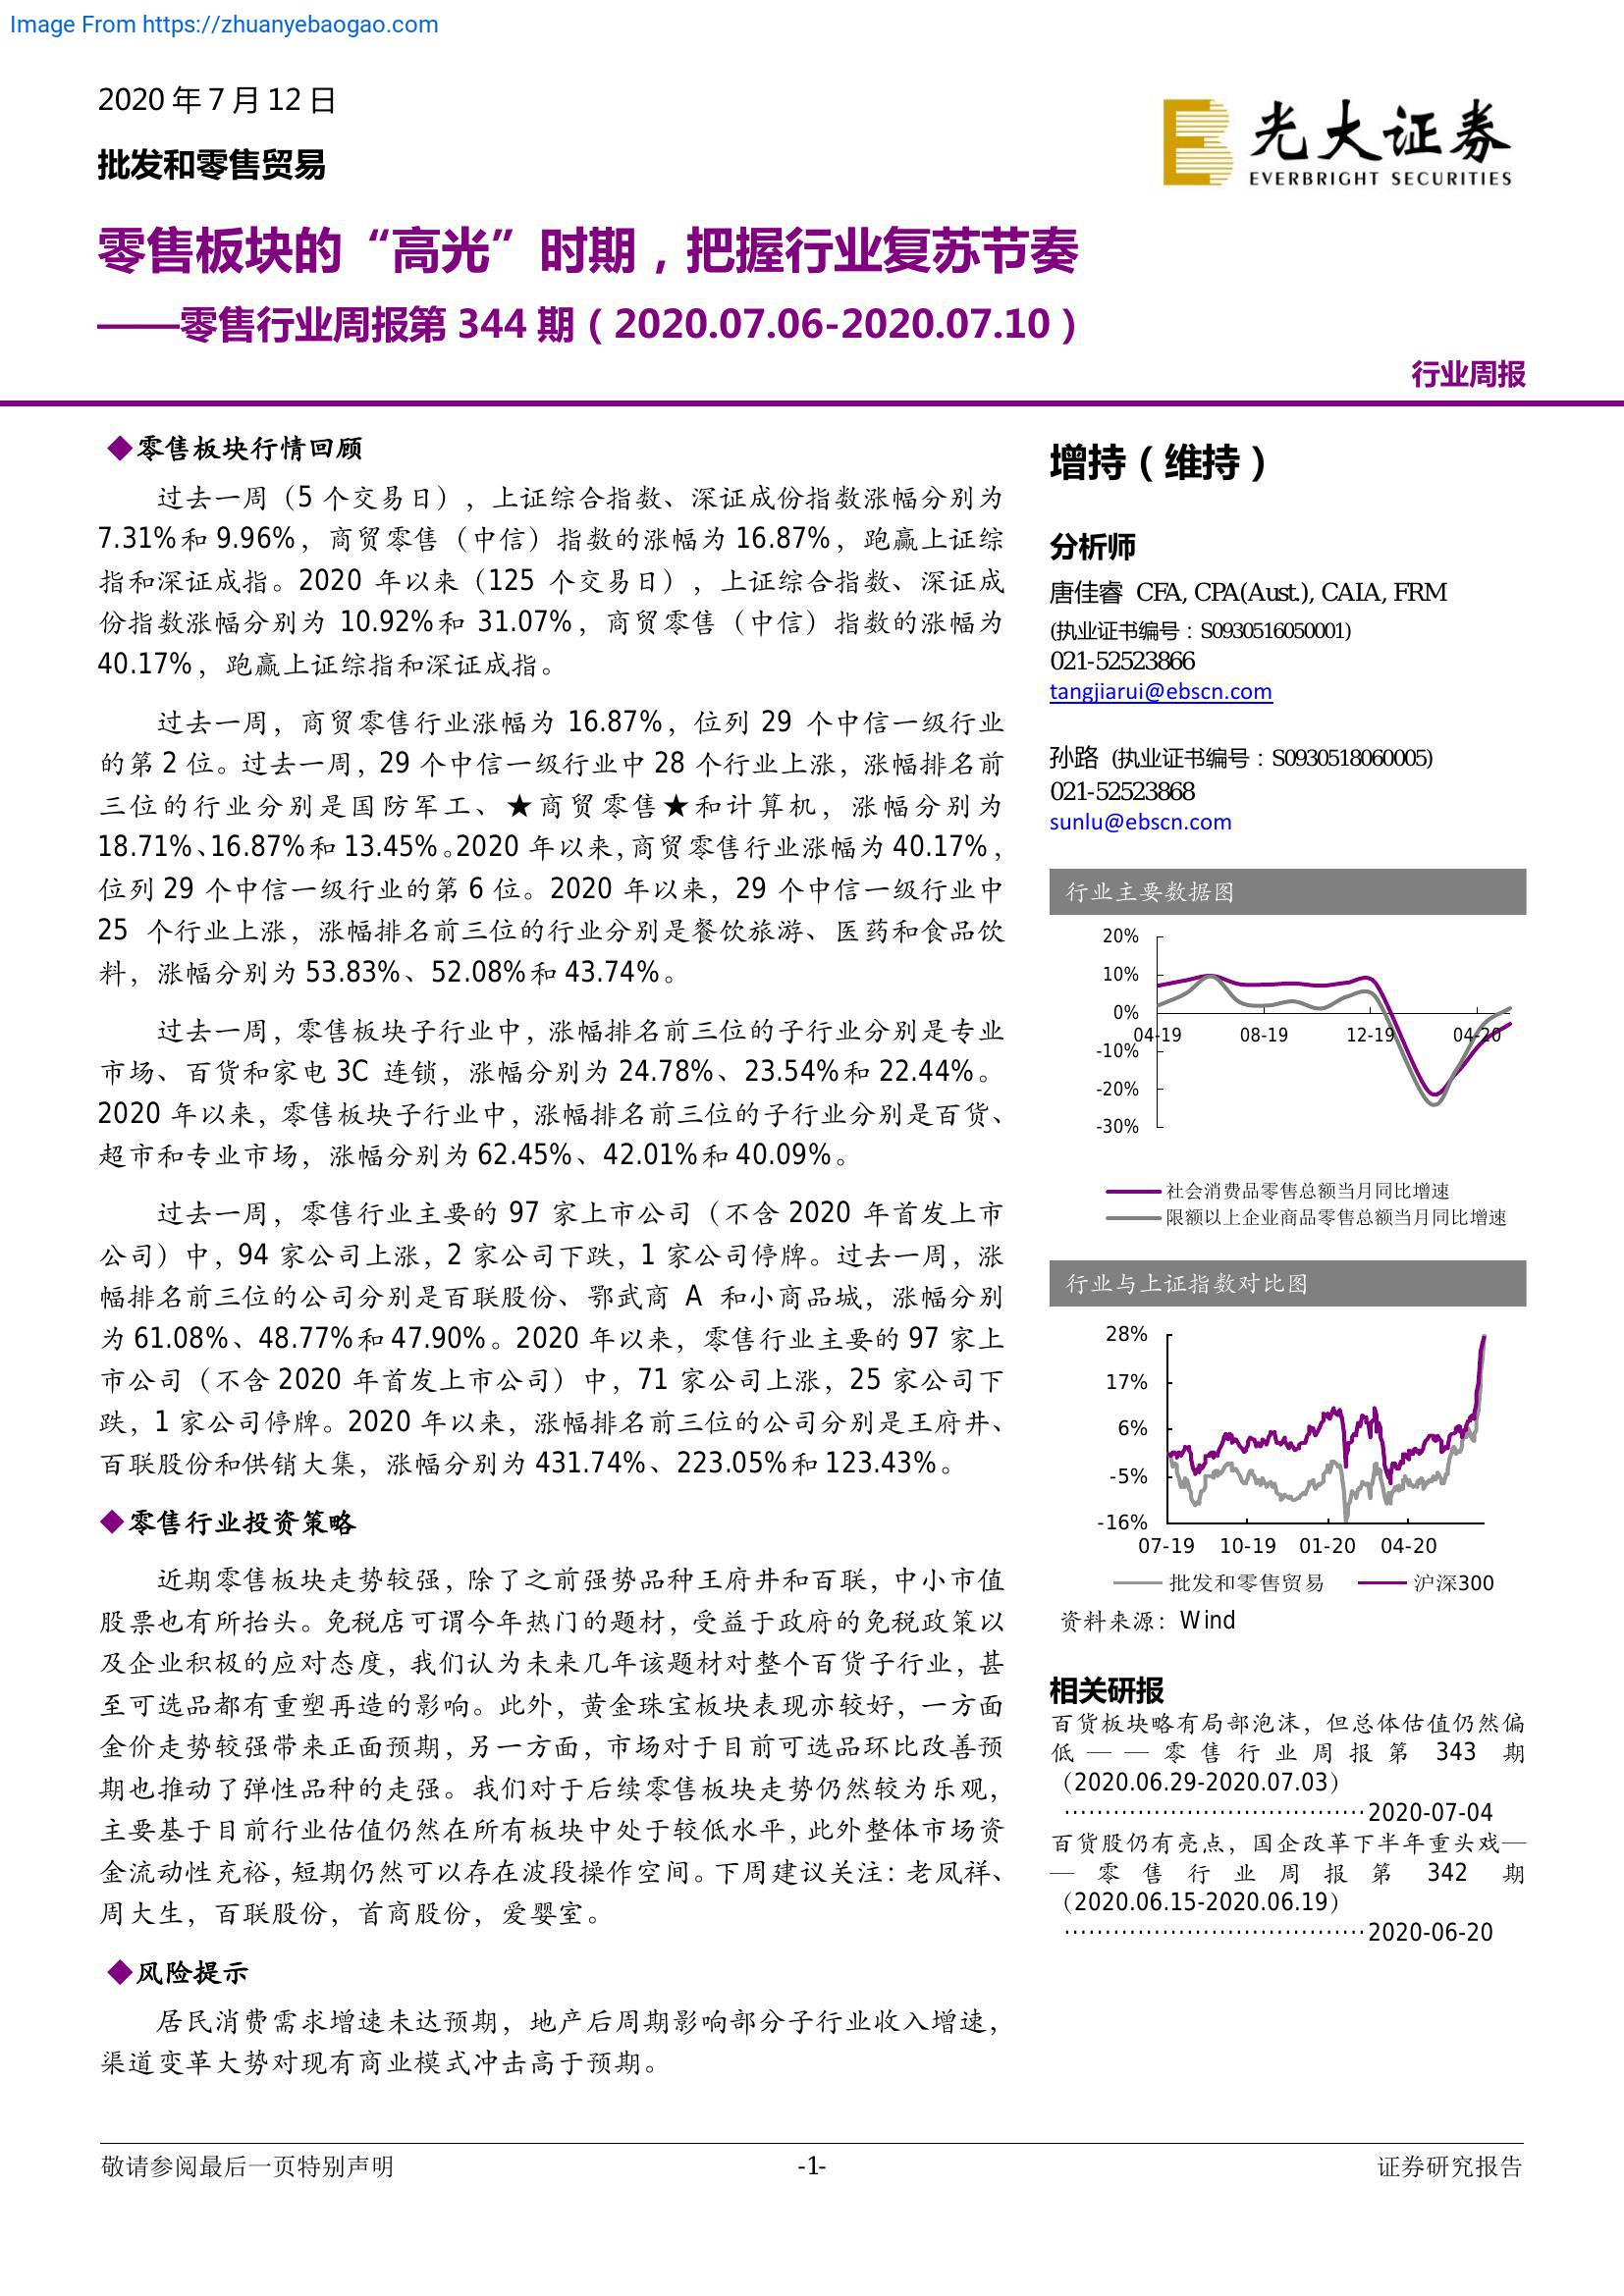 Image From https://zhuanyebaogao.com
2020 年 7 月 12 日
批发和零售贸易
光大证券
EVERBRIGHT SECURITIES
零售板块的“高光”时期，把握行业复苏节奏
——零售行业周报第 344 期（2020.07.06-2020.07.10）
行业周报
◆零售板块行情回顾
过去一周（5 个交易日），上证综合指数、深证成份指数涨幅分别为
7.31%和 9.96%，商贸零售（中信）指数的涨幅为 16.87%，跑赢上证综
指和深证成指。2020 年以来（125 个交易日），上证综合指数、深证成
份指数涨幅分别为 10.92%和 31.07%，商贸零售（中信）指数的涨幅为
40.17%，跑赢上证综指和深证成指。
过去一周，商贸零售行业涨幅为 16.87%，位列 29 个中信一级行业
的第 2 位。过去一周，29 个中信一级行业中 28 个行业上涨，涨幅排名前
三位的行业分别是国防军工、★商贸零售★和计算机，涨幅分别为
18.71%、16.87%和 13.45%。2020 年以来，商贸零售行业涨幅为 40.17%，
位列 29 个中信一级行业的第 6 位。2020 年以来，29 个中信一级行业中
25 个行业上涨，涨幅排名前三位的行业分别是餐饮旅游、医药和食品饮
料，涨幅分别为 53.83%、52.08%和 43.74%。
过去一周，零售板块子行业中，涨幅排名前三位的子行业分别是专业
市场、百货和家电 3C 连锁，涨幅分别为 24.78%、23.54%和 22.44%。
2020 年以来，零售板块子行业中，涨幅排名前三位的子行业分别是百货、
超市和专业市场，涨幅分别为 62.45%、42.01%和 40.09%。
过去一周，零售行业主要的 97 家上市公司（不含 2020 年首发上市
公司）中，94 家公司上涨，2 家公司下跌，1 家公司停牌。过去一周，涨
幅排名前三位的公司分别是百联股份、鄂武商 A 和小商品城，涨幅分别
为 61.08%、48.77%和 47.90%。2020 年以来，零售行业主要的 97 家上
市公司（不含 2020 年首发上市公司）中，71 家公司上涨，25 家公司下
跌，1 家公司停牌。2020 年以来，涨幅排名前三位的公司分别是王府井、
百联股份和供销大集，涨幅分别为 431.74%、223.05%和 123.43%。
◆零售行业投资策略
近期零售板块走势较强，除了之前强势品种王府井和百联，中小市值
股票也有所抬头。免税店可谓今年热门的题材，受益于政府的免税政策以
及企业积极的应对态度，我们认为未来几年该题材对整个百货子行业，甚
至可选品都有重塑再造的影响。此外，黄金珠宝板块表现亦较好，一方面
金价走势较强带来正面预期，另一方面，市场对于目前可选品环比改善预
期也推动了弹性品种的走强。我们对于后续零售板块走势仍然较为乐观，
主要基于目前行业估值仍然在所有板块中处于较低水平，此外整体市场资
金流动性充裕，短期仍然可以存在波段操作空间。下周建议关注：老凤祥、
周大生，百联股份，首商股份，爱婴室。
◆风险提示
居民消费需求增速未达预期，地产后周期影响部分子行业收入增速，
渠道变革大势对现有商业模式冲击高于预期。
增持（维持）
分析师
唐佳睿 CFA, CPA(Aust.), CAIA, FRM
(执业证书编号：S0930516050001)
021-52523866
tangjiarui@ebscn.com
孙路 (执业证书编号：S0930518060005)
021-52523868
sunlu@ebscn.com
行业主要数据图
20%
10%
0%
-10%
-20%
-30%
04-19 08-19 12-19 04-20
社会消费品零售总额当月同比增速
限额以上企业商品零售总额当月同比增速
行业与上证指数对比图
28%
17%
6%
-5%
-16%
07-19 10-19 01-20 04-20
批发和零售贸易 沪深300
资料来源：Wind
相关研报
百货板块略有局部泡沫，但总体估值仍然偏
低——零售行业周报第 343 期
（2020.06.29-2020.07.03）
·····································2020-07-04
百货股仍有亮点，国企改革下半年重头戏—
—零售行业周报第 342 期
（2020.06.15-2020.06.19）
·····································2020-06-20
敬请参阅最后一页特别声明 -1- 证券研究报告